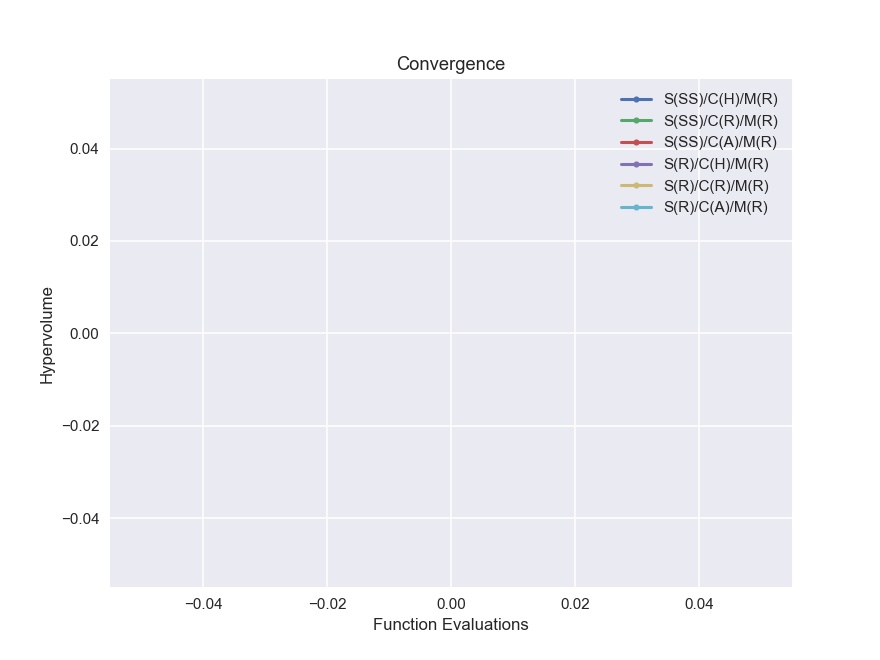 Convergence
S(SS)/C(H)/M(R)
S(SS)/C(R)/M(R)
S(SS)/C(A)/M(R)
S(R)/C(H)/M(R)
S(R)/C(R)/M(R)
S(R)/C(A)/M(R)
0.04
0.02
0.00
−0.02
−0.04
Hypervolume
−0.04 −0.02 0.00 0.02 0.04
Function Evaluations